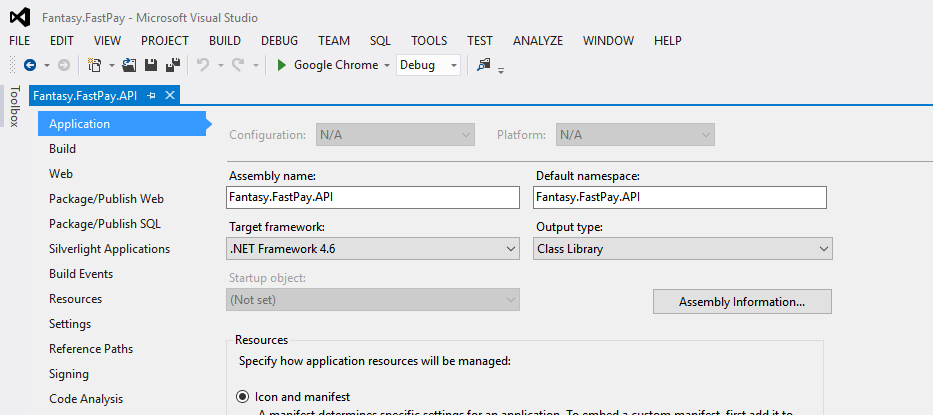 Fantasy.FastPay - Microsoft Visual Studio
FILE EDIT VIEW PROJECT BUILD DEBUG TEAM SQL TOOLS TEST ANALYZE WINDOW HELP
Google Chrome Debug
Toolbox
Fantasy.FastPay.API
Application
Build
Web
Package/Publish Web
Package/Publish SQL
Silverlight Applications
Build Events
Resources
Settings
Reference Paths
Signing
Code Analysis
Configuration: N/A Platform: N/A
Assembly name: Default namespace:
Fantasy.FastPay.API Fantasy.FastPay.API
Target framework: Output type:
.NET Framework 4.6 Class Library
Startup object:
(Not set) Assembly Information...
Resources
Specify how application resources will be managed:
Icon and manifest
A manifest determines specific settings for an application. To embed a custom manifest, first add it to